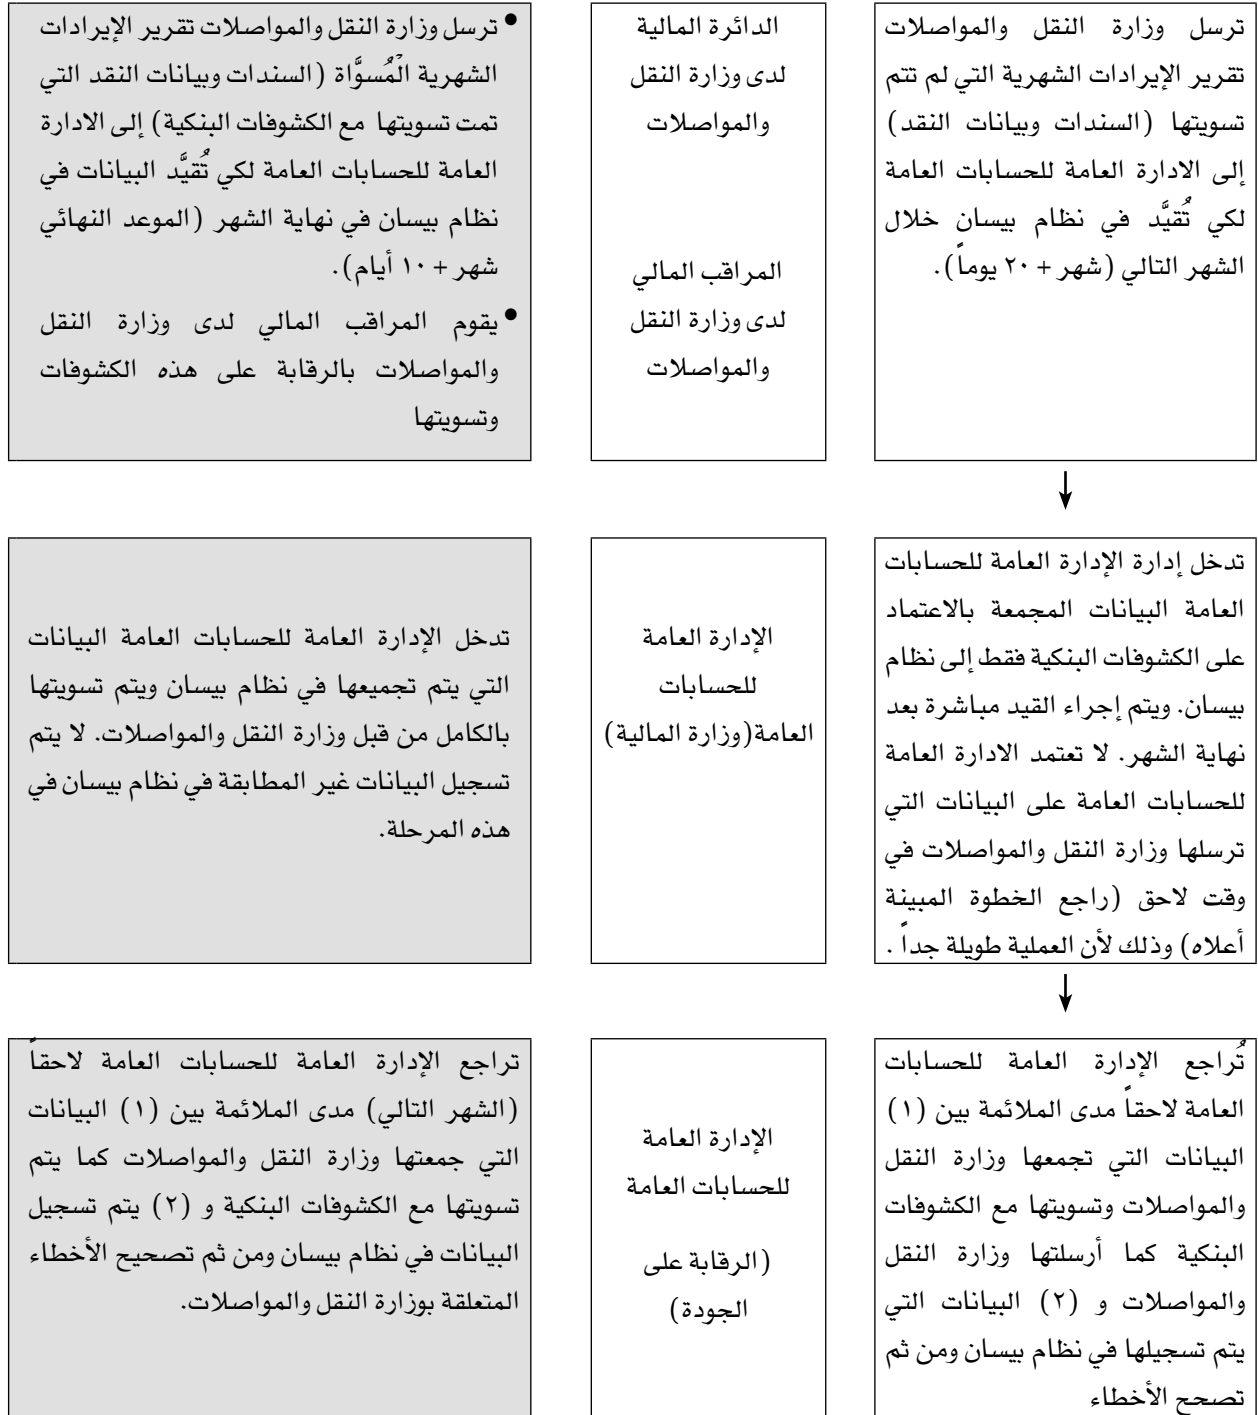 ترسل وزارة النقل والمواصلات
تقرير الإيرادات الشهرية التي لم تتم
تسويتها (السندات وبيانات النقد)
إلى الادارة العامة للحسابات العامة
لكي تُقيَّد في نظام بيسان خلال
الشهر التالي (شهر + ٢٠ يوماً).
الدائرة المالية
لدى وزارة النقل
والمواصلات
المراقب المالي
لدى وزارة النقل
والمواصلات
• ترسل وزارة النقل والمواصلات تقرير الإيرادات
الشهرية الُمسوَّاة (السندات وبيانات النقد التي
تمت تسويتها مع الكشوفات البنكية) إلى الادارة
العامة للحسابات العامة لكي تُقيَّد البيانات في
نظام بيسان في نهاية الشهر (الموعد النهائي
شهر + ١٠ أيام).
• يقوم المراقب المالي لدى وزارة النقل
والمواصلات بالرقابة على هذه الكشوفات
وتسويتها
تدخل إدارة الإدارة العامة للحسابات
العامة البيانات المجمعة بالاعتماد
على الكشوفات البنكية فقط إلى نظام
بيسان. ويتم إجراء القيد مباشرة بعد
نهاية الشهر. لا تعتمد الادارة العامة
للحسابات العامة على البيانات التي
ترسلها وزارة النقل والمواصلات في
وقت لاحق (راجع الخطوة المبينة
أعلاه) وذلك لأن العملية طويلة جداً .
الإدارة العامة
للحسابات
العامة(وزارة المالية)
تدخل الإدارة العامة للحسابات العامة البيانات
التي يتم تجميعها في نظام بيسان ويتم تسويتها
بالكامل من قبل وزارة النقل والمواصلات. لا يتم
تسجيل البيانات غير المطابقة في نظام بيسان في
هذه المرحلة.
تُراجع الإدارة العامة للحسابات
العامة لاحقاً مدى الملائمة بين (١)
البيانات التي تجمعها وزارة النقل
والمواصلات وتسويتها مع الكشوفات
البنكية كما أرسلتها وزارة النقل
والمواصلات و (٢) البيانات التي
يتم تسجيلها في نظام بيسان ومن ثم
تصحح الأخطاء
الإدارة العامة
للحسابات العامة
(الرقابة على
الجودة)
تراجع الإدارة العامة للحسابات العامة لاحقاً
(الشهر التالي) مدى الملائمة بين (١) البيانات
التي جمعتها وزارة النقل والمواصلات كما يتم
تسويتها مع الكشوفات البنكية و (٢) يتم تسجيل
البيانات في نظام بيسان ومن ثم تصحيح الأخطاء
المتعلقة بوزارة النقل والمواصلات.